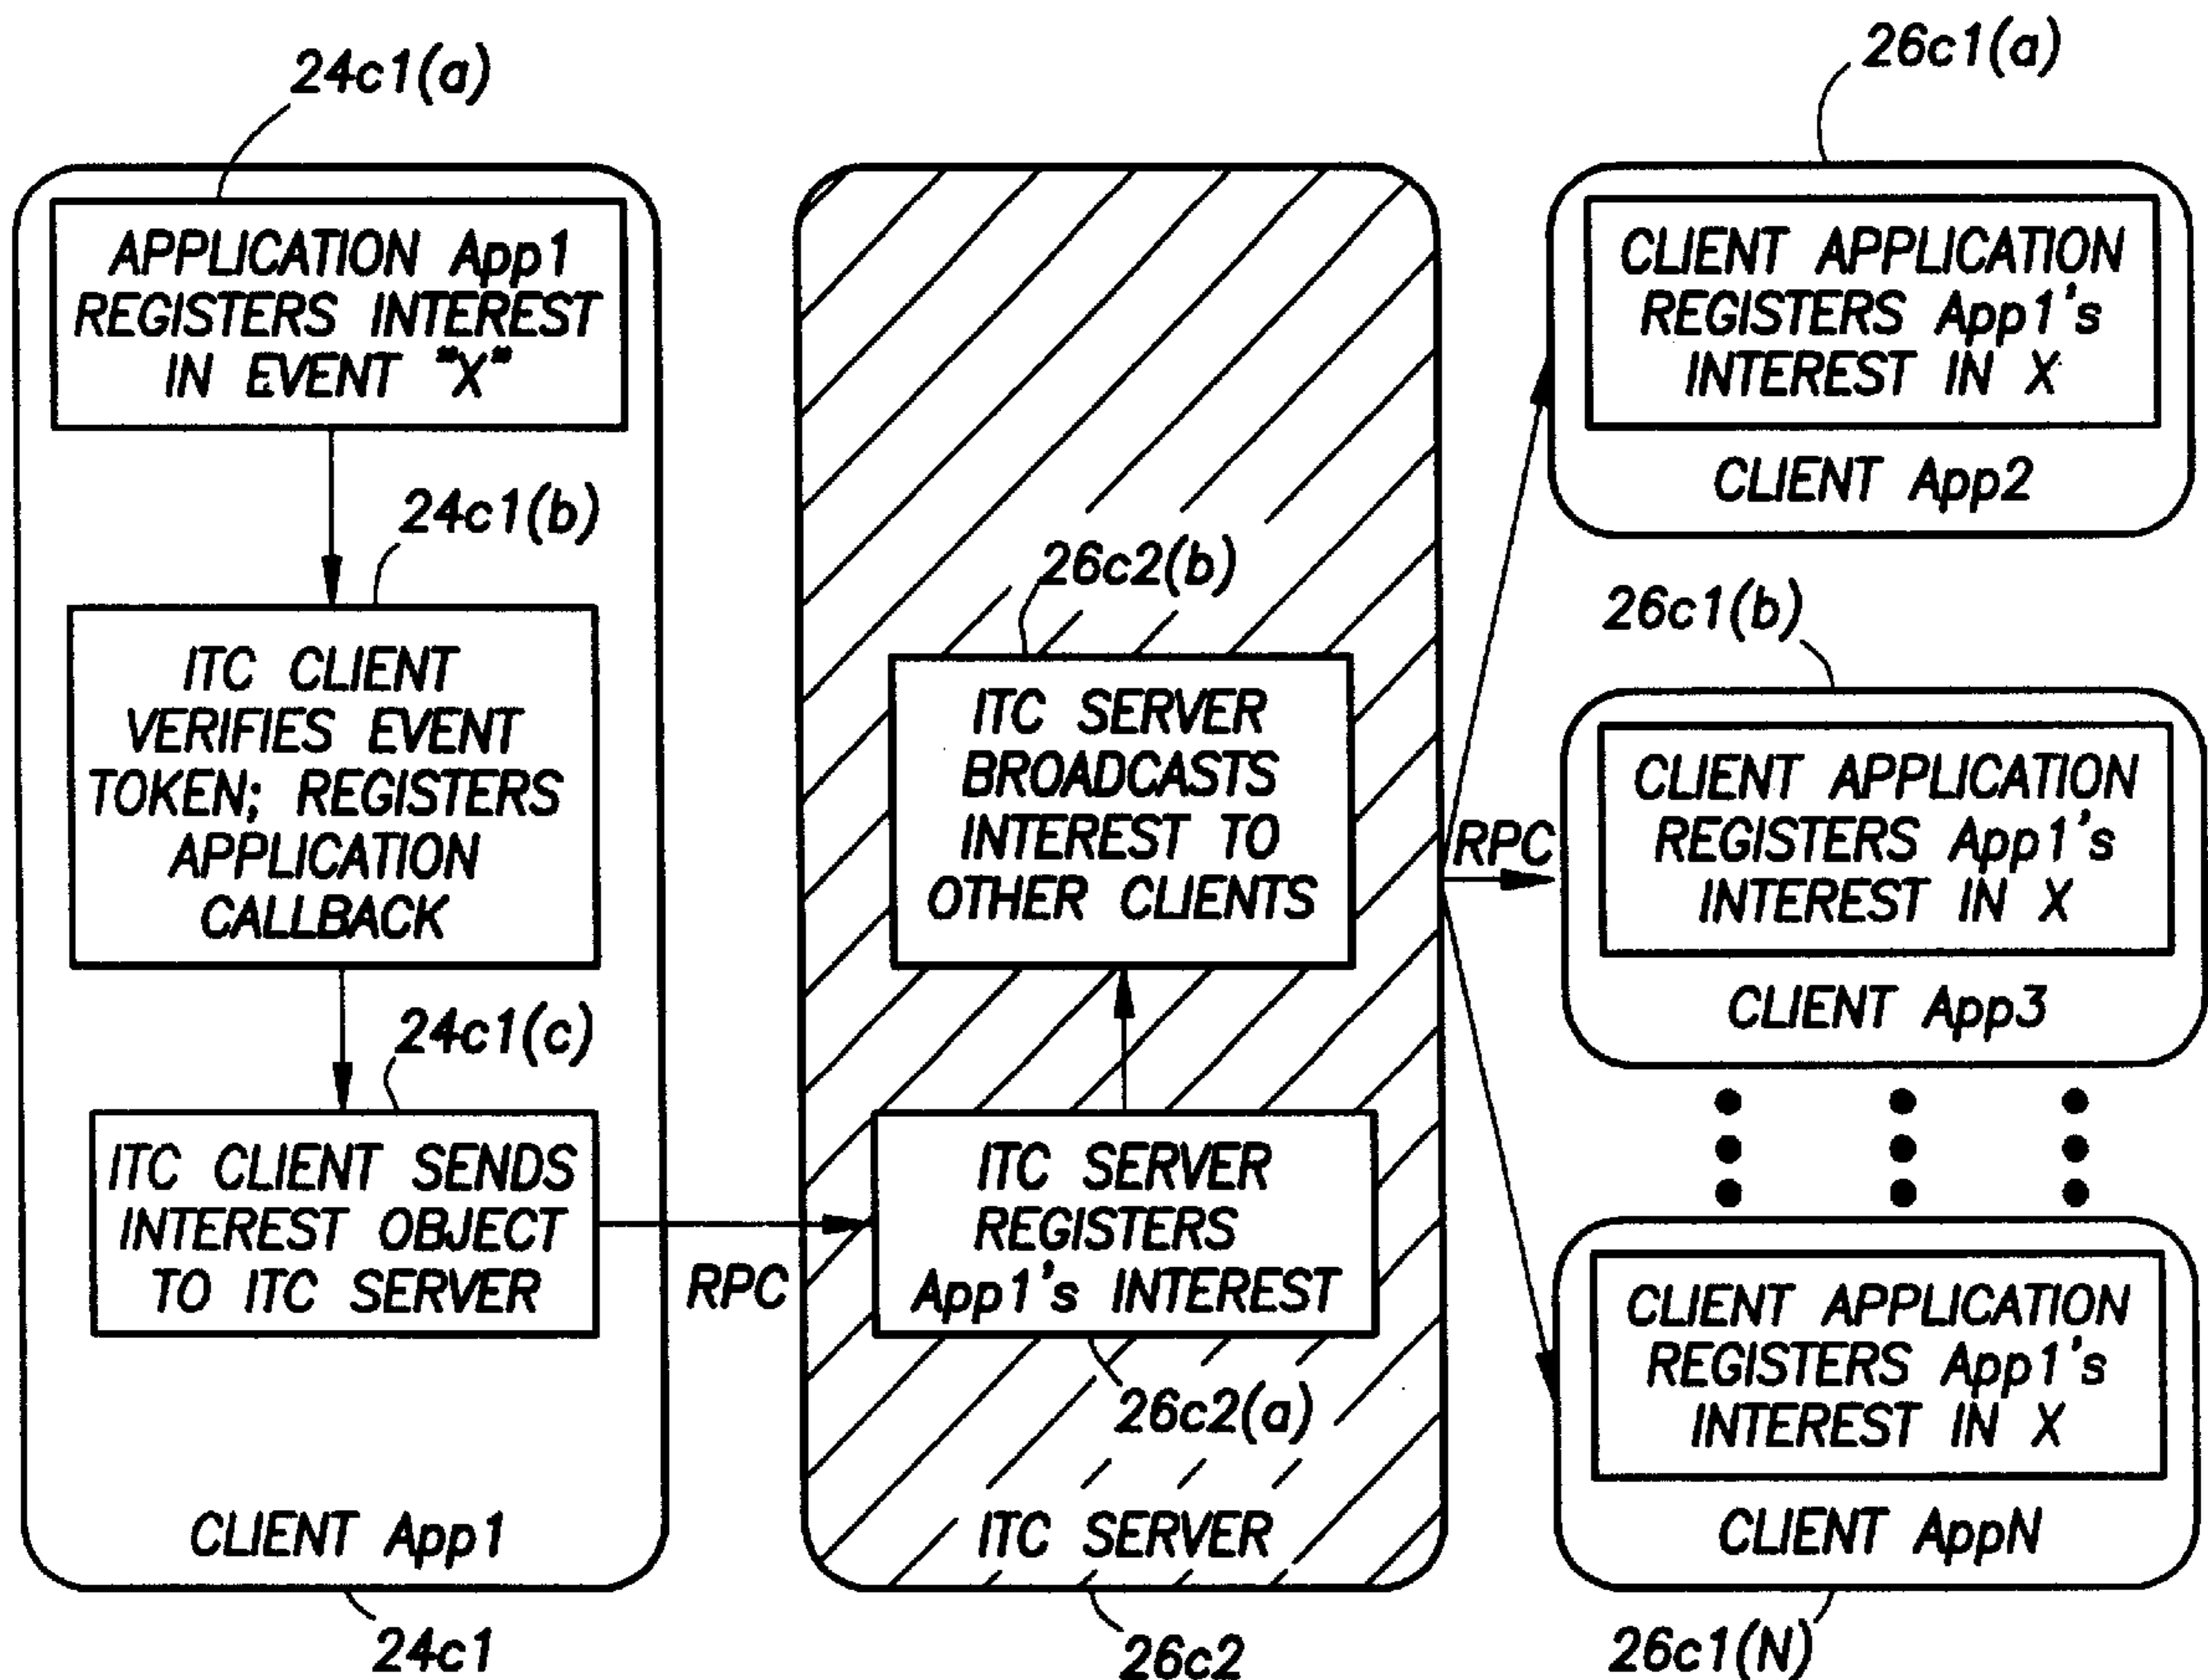 24c1(a)
APPLICATION App1
REGISTERS INTEREST
IN EVENT "X"
24c1(b)
ITC CLIENT
VERIFIES EVENT
TOKEN; REGISTERS
APPLICATION
CALLBACK
24c1(c)
ITC CLIENT SENDS
INTEREST OBJECT
TO ITC SERVER
CLIENT App1
24c1
RPC
26c2(b)
ITC SERVER
BROADCASTS
INTEREST TO
OTHER CLIENTS
ITC SERVER
REGISTERS
App1's INTEREST
26c2(a)
ITC SERVER
26c2
RPC
26c1(a)
CLIENT APPLICATION
REGISTERS App1's
INTEREST IN X
CLIENT App2
26c1(b)
CLIENT APPLICATION
REGISTERS App1's
INTEREST IN X
CLIENT App3
CLIENT APPLICATION
REGISTERS App1's
INTEREST IN X
CLIENT AppN
26c1(N)